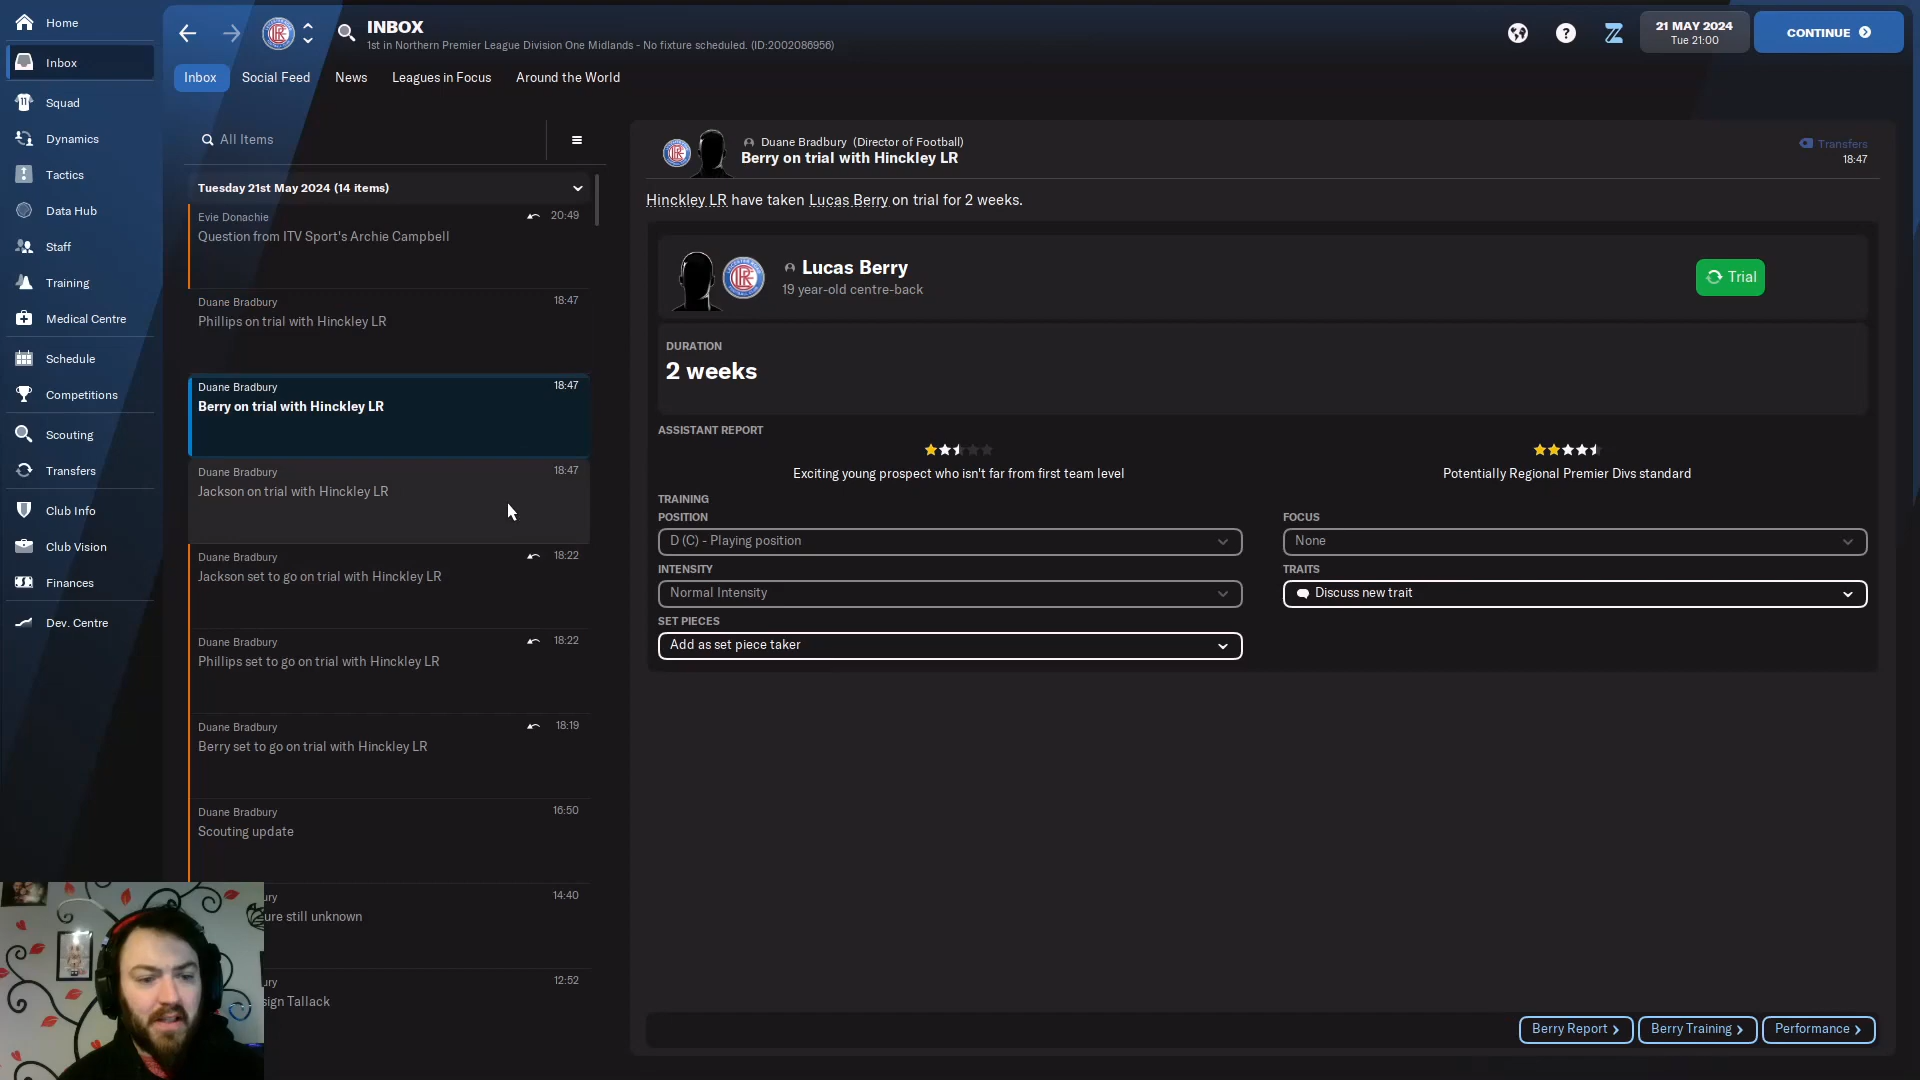 Home
Inbox
Squad
Dynamics
Tactics
Data Hub
Staff
Training
Medical Centre
Schedule
Competitions
Scouting
Transfers
Club Info
Club Vision
Finances
Dev. Centre
INBOX
1st in Northern Premier League Division One Midlands - No fixture scheduled. (ID:2002086956)
21 MAY 2024
Tue 21:00
CONTINUE
Inbox Social Feed News Leagues in Focus Around the World
All Items
Tuesday 21st May 2024 (14 items)
Evie Donachie 20:49
Question from ITV Sport's Archie Campbell
Duane Bradbury 18:47
Phillips on trial with Hinckley LR
Duane Bradbury 18:47
Berry on trial with Hinckley LR
Duane Bradbury 18:47
Jackson on trial with Hinckley LR
Duane Bradbury 18:22
Jackson set to go on trial with Hinckley LR
Duane Bradbury 18:22
Phillips set to go on trial with Hinckley LR
Duane Bradbury 18:19
Berry set to go on trial with Hinckley LR
Duane Bradbury 16:50
Scouting update
ury 14:40
ure still unknown
ury 12:52
sign Tallack
Duane Bradbury (Director of Football)
Berry on trial with Hinckley LR
Transfers
18:47
Hinckley LR have taken Lucas Berry on trial for 2 weeks.
Lucas Berry
19 year-old centre-back
Trial
DURATION
2 weeks
ASSISTANT REPORT
Exciting young prospect who isn't far from first team level
Potentially Regional Premier Divs standard
TRAINING
POSITION
D (C) - Playing position
FOCUS
None
INTENSITY
Normal Intensity
TRAITS
Discuss new trait
SET PIECES
Add as set piece taker
Berry Report
Berry Training
Performance